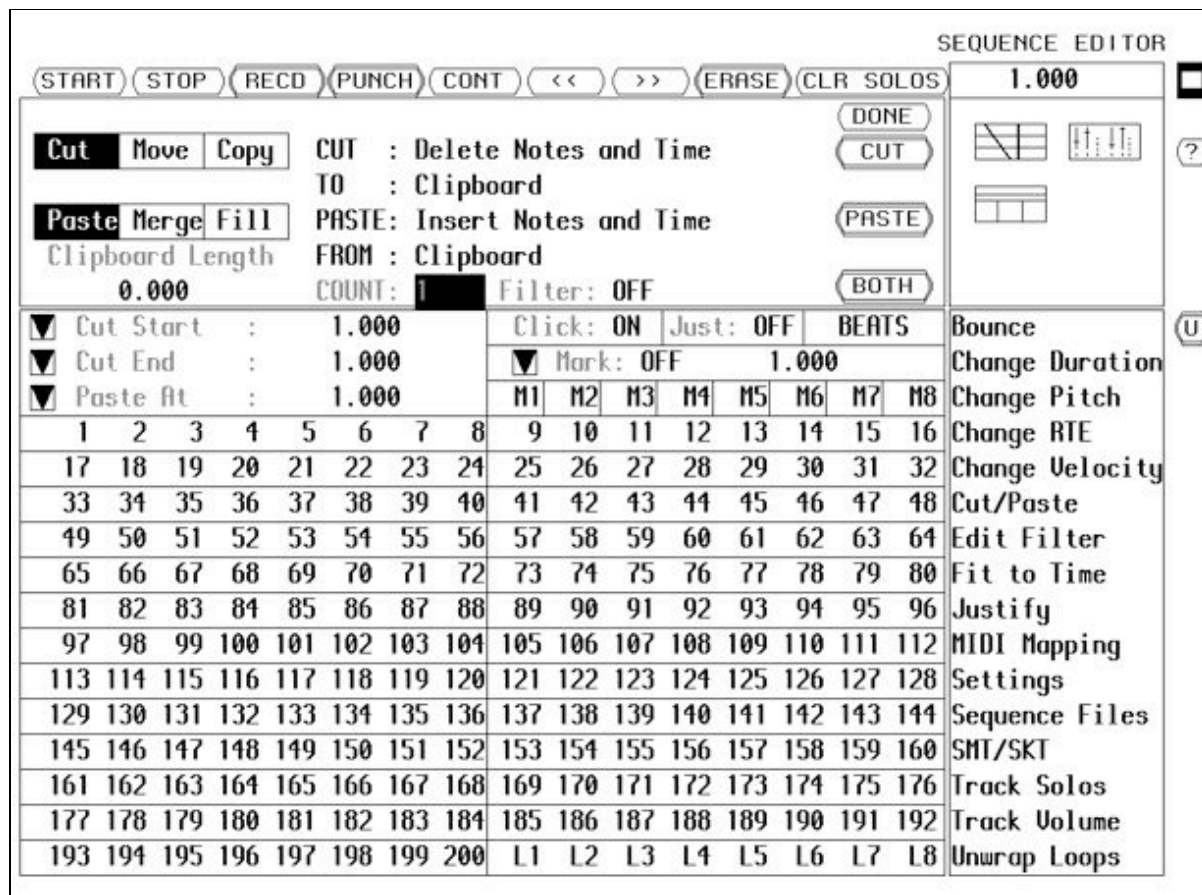 SEQUENCE EDITOR
START STOP RECD PUNCH CONT << >> ERASE CLR SOLOS 1.000
DONE
Cut Move Copy CUT : Delete Notes and Time CUT ?
TO : Clipboard
Paste Merge Fill PASTE: Insert Notes and Time PASTE
Clipboard Length FROM : Clipboard
0.000 COUNT: 1 Filter: OFF BOTH
Cut Start : 1.000 Click: ON Just: OFF BEATS Bounce U
Cut End : 1.000 Mark: OFF 1.000 Change Duration
Paste At : 1.000 M1 M2 M3 M4 M5 M6 M7 M8 Change Pitch
1 2 3 4 5 6 7 8 9 10 11 12 13 14 15 16 Change RTE
17 18 19 20 21 22 23 24 25 26 27 28 29 30 31 32 Change Velocity
33 34 35 36 37 38 39 40 41 42 43 44 45 46 47 48 Cut/Paste
49 50 51 52 53 54 55 56 57 58 59 60 61 62 63 64 Edit Filter
65 66 67 68 69 70 71 72 73 74 75 76 77 78 79 80 Fit to Time
81 82 83 84 85 86 87 88 89 90 91 92 93 94 95 96 Justify
97 98 99 100 101 102 103 104 105 106 107 108 109 110 111 112 MIDI Mapping
113 114 115 116 117 118 119 120 121 122 123 124 125 126 127 128 Settings
129 130 131 132 133 134 135 136 137 138 139 140 141 142 143 144 Sequence Files
145 146 147 148 149 150 151 152 153 154 155 156 157 158 159 160 SMT/SKT
161 162 163 164 165 166 167 168 169 170 171 172 173 174 175 176 Track Solos
177 178 179 180 181 182 183 184 185 186 187 188 189 190 191 192 Track Volume
193 194 195 196 197 198 199 200 L1 L2 L3 L4 L5 L6 L7 L8 Unwrap Loops